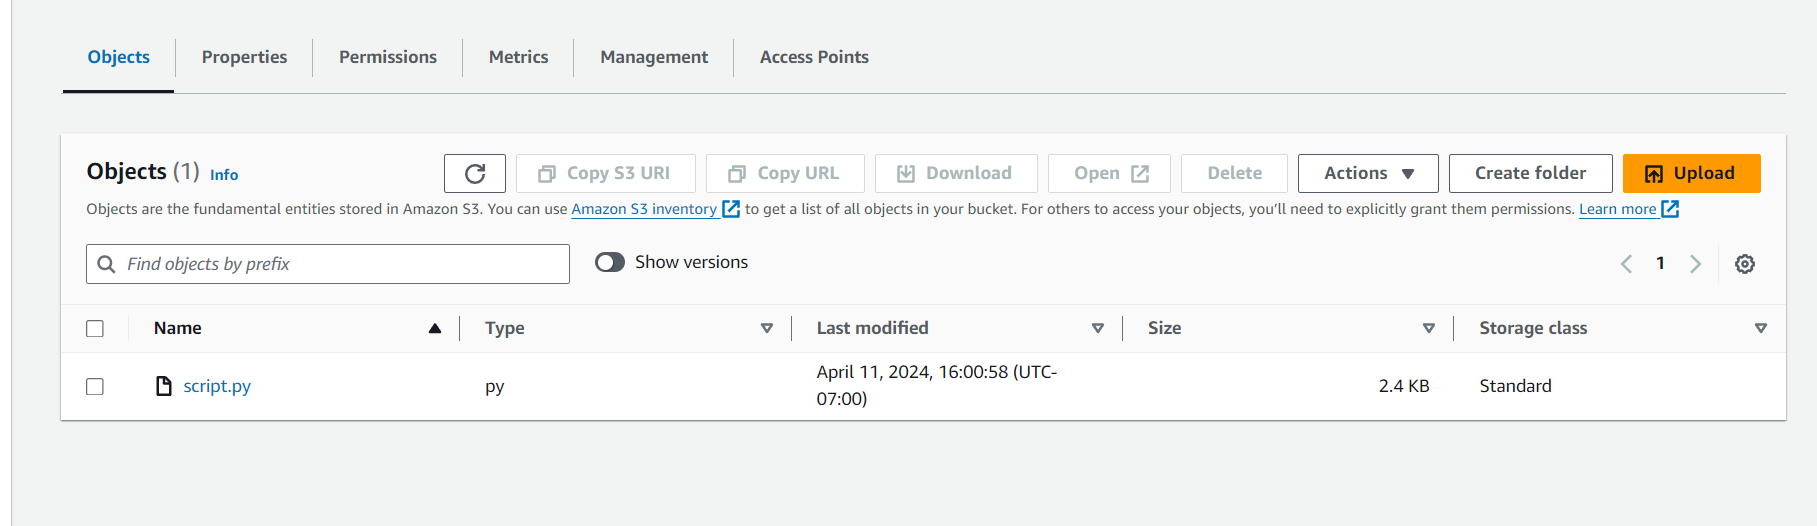 Objects Properties Permissions Metrics Management Access Points
Objects (1) Info Copy S3 URI Copy URL Download Open Delete Actions Create folder Upload
Objects are the fundamental entities stored in Amazon S3. You can use Amazon S3 inventory to get a list of all objects in your bucket. For others to access your objects, you'll need to explicitly grant them permissions. Learn more
Find objects by prefix Show versions 1
Name Type Last modified Size Storage class
script.py py April 11, 2024, 16:00:58 (UTC-
07:00) 2.4 KB Standard